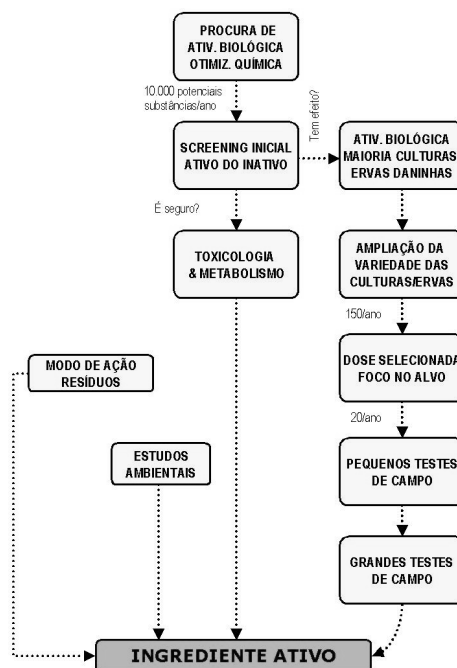 PROCURA DE
ATIV. BIOLÓGICA
OTIMIZ. QUÍMICA
10.000 potenciais
substâncias/ano
Tem efeito?
SCREENING INICIAL
ATIVO DO INATIVO
ATIV. BIOLÓGICA
MAIORIA CULTURAS
ERVAS DANINHAS
É seguro?
TOXICOLOGIA
& METABOLISMO
AMPLIAÇÃO DA
VARIEDADE DAS
CULTURAS/ERVAS
150/ano
MODO DE AÇÃO
RESÍDUOS
DOSE SELECIONADA
FOCO NO ALVO
20/ano
ESTUDOS
AMBIENTAIS
PEQUENOS TESTES
DE CAMPO
GRANDES TESTES
DE CAMPO
INGREDIENTE ATIVO